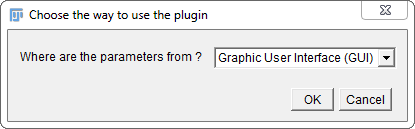 Choose the way to use the plugin
Where are the parameters from ? Graphic User Interface (GUI)
OK Cancel